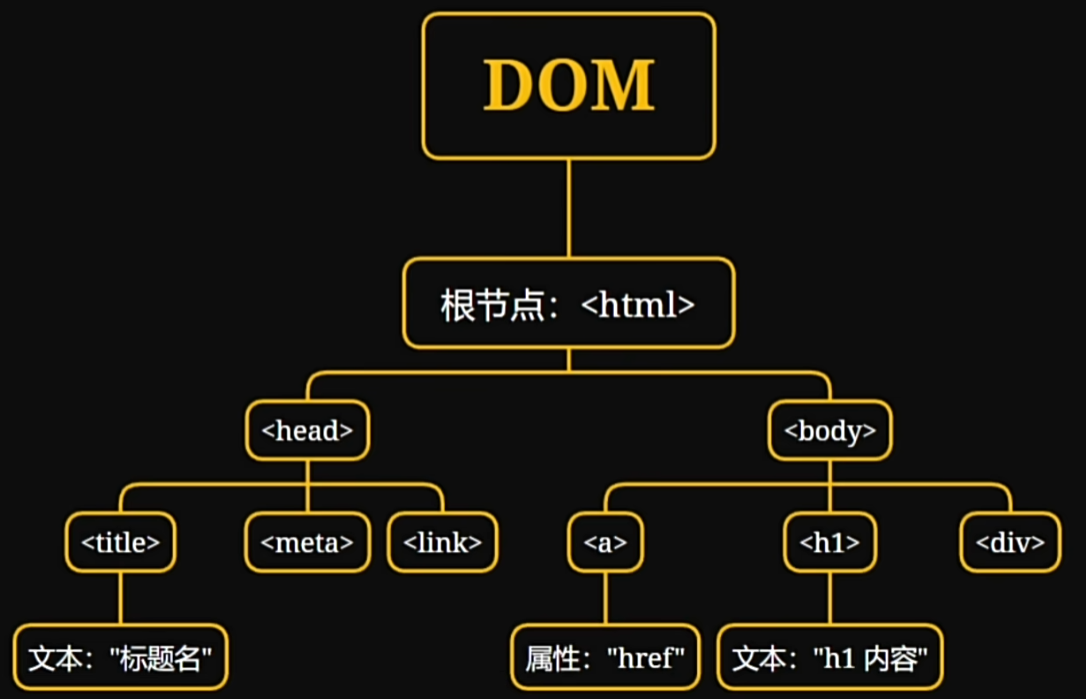 DOM
根节点：<html>
<head>
<body>
<title>
<meta>
<link>
<a>
<h1>
<div>
文本："标题名"
属性："href"
文本："h1 内容"